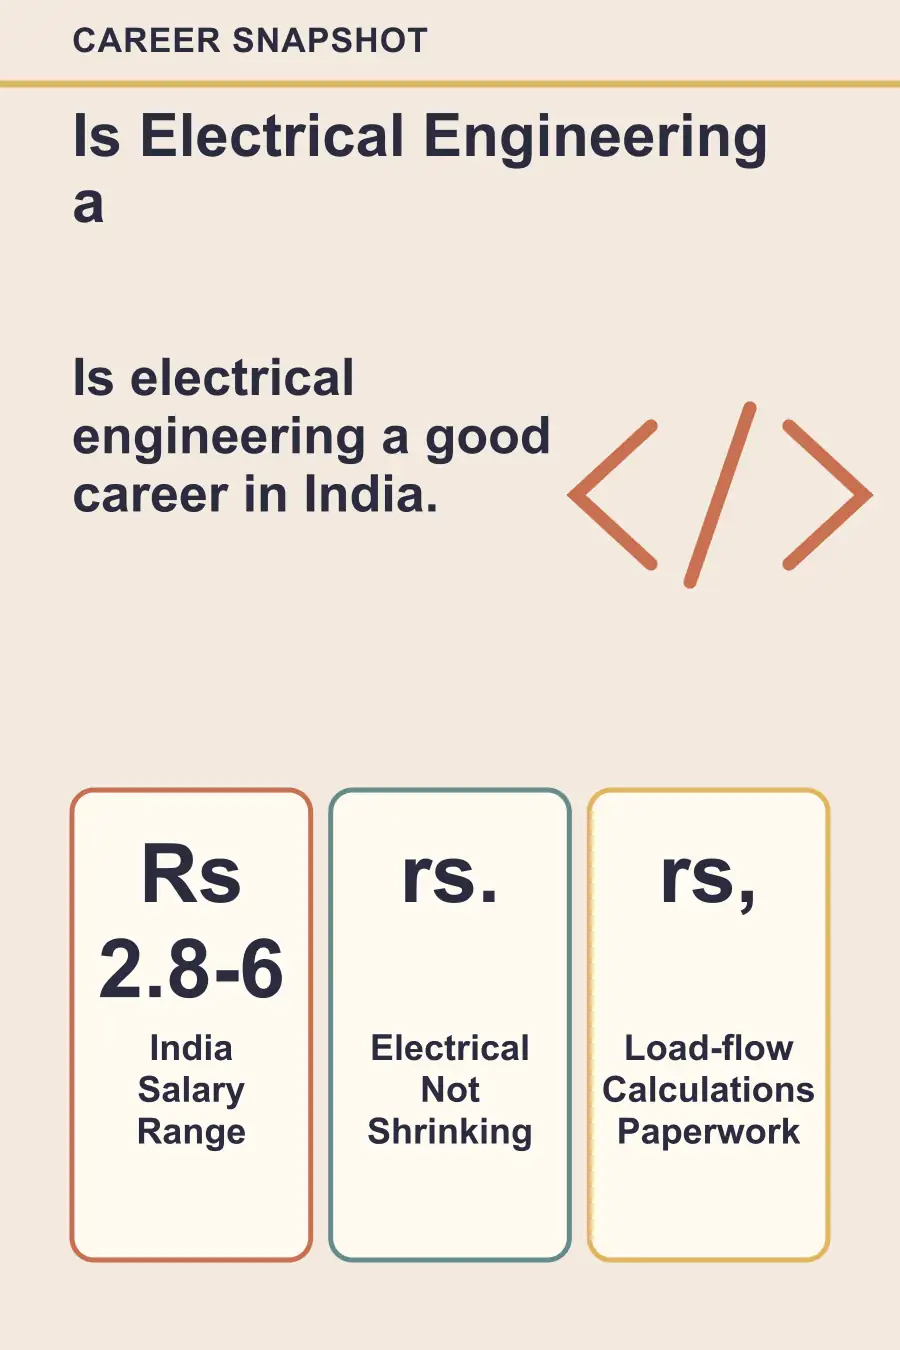 CAREER SNAPSHOT
Is Electrical Engineering
a
Is electrical
engineering a good
career in India.
</>
Rs
2.8-6
India
Salary
Range
rs.
Electrical
Not
Shrinking
rs,
Load-flow
Calculations
Paperwork